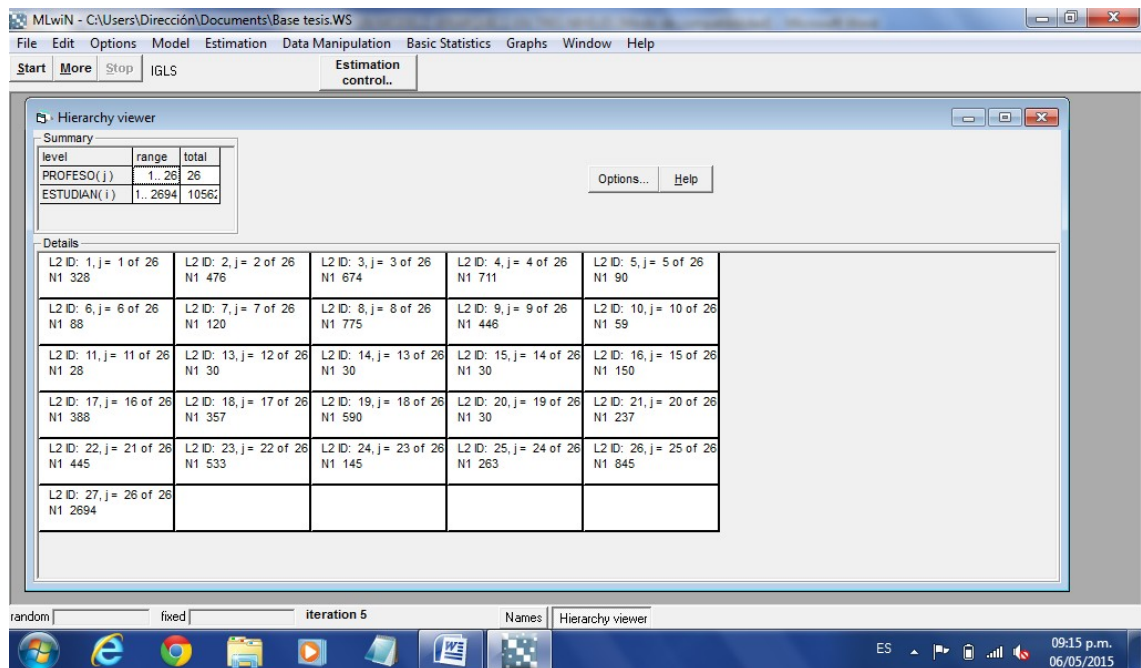 MLwiN - C:\Users\Dirección\Documents\Base tesis.WS
File Edit Options Model Estimation Data Manipulation Basic Statistics Graphs Window Help
Start More Stop IGLS Estimation control..
Hierarchy viewer
Summary
level range total
PROFESO( j ) 1.. 26 26
ESTUDIAN( i ) 1.. 2694
Options... Help
Details
L2 ID: 1, j = 1 of 26 L2 ID: 2, j = 2 of 26 L2 ID: 3, j = 3 of 26 L2 ID: 4, j = 4 of 26 L2 ID: 5, j = 5 of 26
N1 328 N1 476 N1 674 N1 711 N1 90
L2 ID: 6, j = 6 of 26 L2 ID: 7, j = 7 of 26 L2 ID: 8, j = 8 of 26 L2 ID: 9, j = 9 of 26 L2 ID: 10, j = 10 of 26
N1 88 N1 120 N1 775 N1 446 N1 59
L2 ID: 11, j = 11 of 26 L2 ID: 13, j = 12 of 26 L2 ID: 14, j = 13 of 26 L2 ID: 15, j = 14 of 26 L2 ID: 16, j = 15 of 26
N1 28 N1 30 N1 30 N1 30 N1 150
L2 ID: 17, j = 16 of 26 L2 ID: 18, j = 17 of 26 L2 ID: 19, j = 18 of 26 L2 ID: 20, j = 19 of 26 L2 ID: 21, j = 20 of 26
N1 388 N1 357 N1 590 N1 30 N1 237
L2 ID: 22, j = 21 of 26 L2 ID: 23, j = 22 of 26 L2 ID: 24, j = 23 of 26 L2 ID: 25, j = 24 of 26 L2 ID: 26, j = 25 of 26
N1 445 N1 533 N1 145 N1 263 N1 845
L2 ID: 27, j = 26 of 26
N1 2694
random fixed iteration 5 Names Hierarchy viewer
ES 09:15 p.m.
06/05/2015